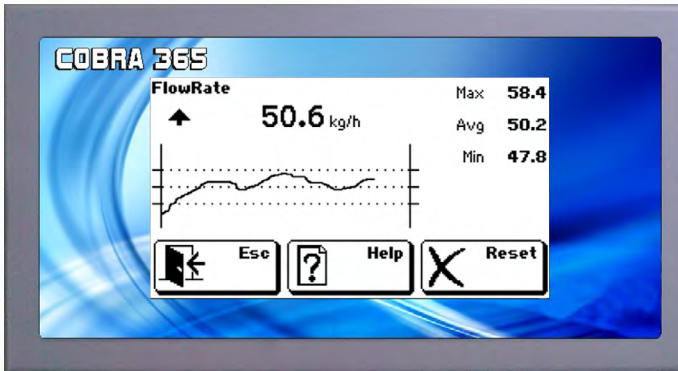 COBRA 365
FlowRate
50.6 kg/h
Max 58.4
Avg 50.2
Min 47.8
Esc
?
Help
Reset